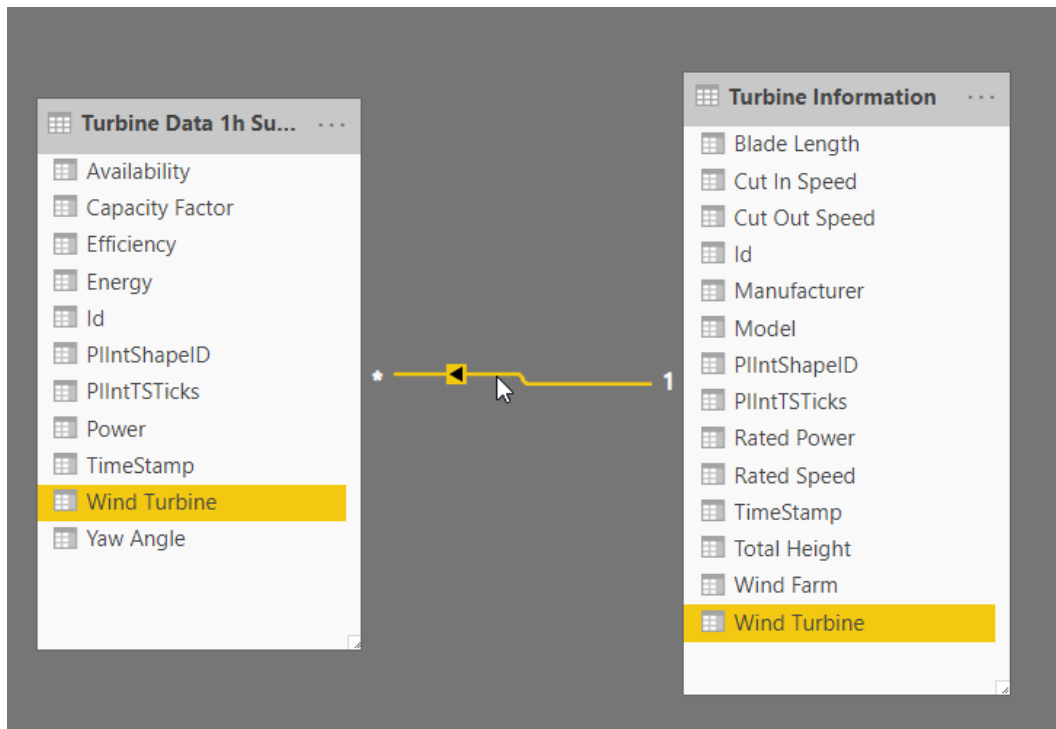 Turbine Data 1h Su... ...
Availability
Capacity Factor
Efficiency
Energy
Id
PIIntShapeID
PIIntTSTicks
Power
TimeStamp
Wind Turbine
Yaw Angle
*
1
Turbine Information ...
Blade Length
Cut In Speed
Cut Out Speed
Id
Manufacturer
Model
PIIntShapeID
PIIntTSTicks
Rated Power
Rated Speed
TimeStamp
Total Height
Wind Farm
Wind Turbine